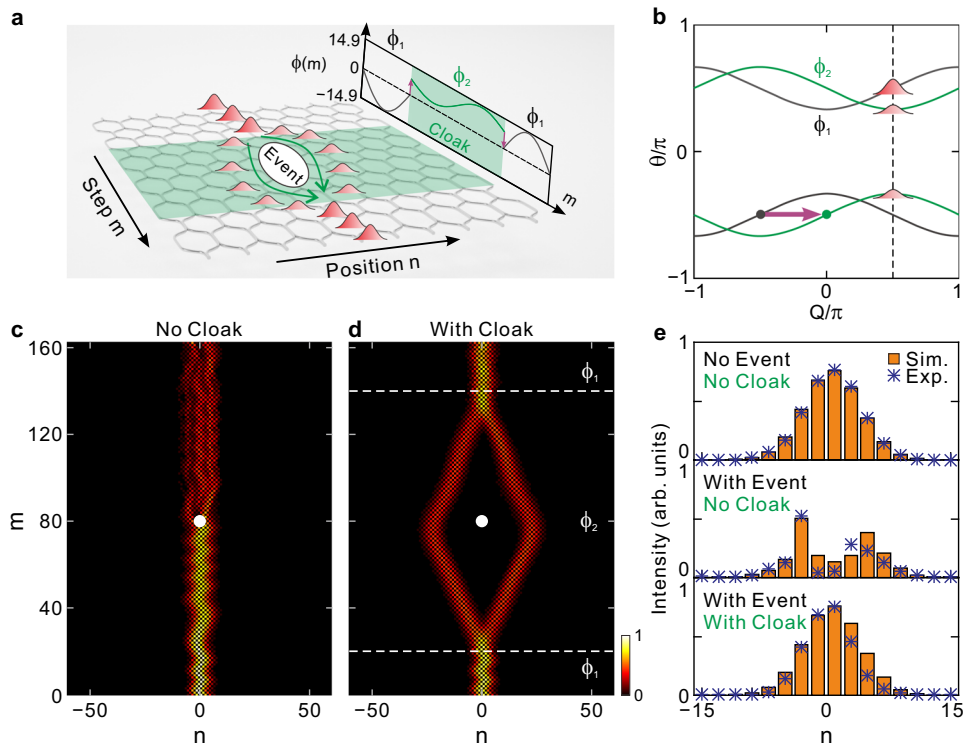 a
14.9
0
−14.9
ϕ(m)
ϕ₁
ϕ₂
ϕ₁
Cloak
m
Event
Step m
Position n
b
θ/π
1
0
−1
ϕ₂
ϕ₁
−1
0
1
Q/π
c
No Cloak
m
160
120
80
40
0
−50
0
50
n
d
With Cloak
ϕ₁
ϕ₂
ϕ₁
1
0
−50
0
50
n
e
Intensity (arb. units)
1
No Event
No Cloak
Sim.
Exp.
0
1
With Event
No Cloak
0
1
With Event
With Cloak
0
−15
0
15
n